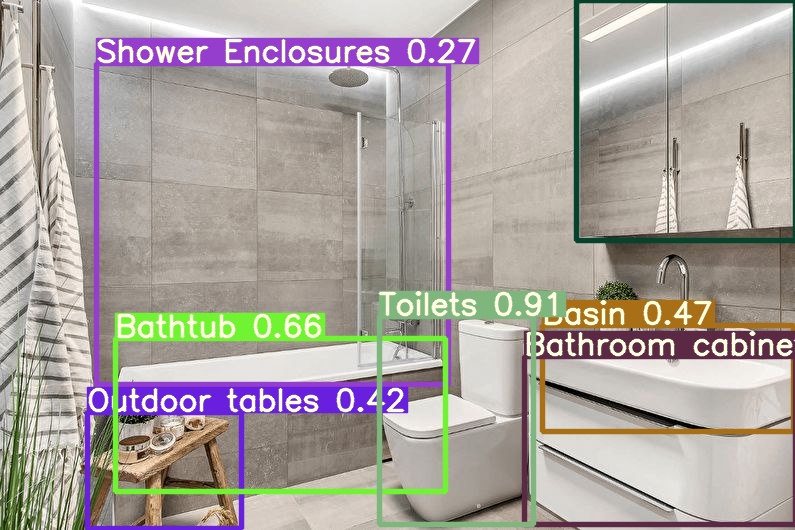 Shower Enclosures 0.27
Toilets 0.91
Basin 0.47
Bathtub 0.66
Bathroom cabine
Outdoor tables 0.42